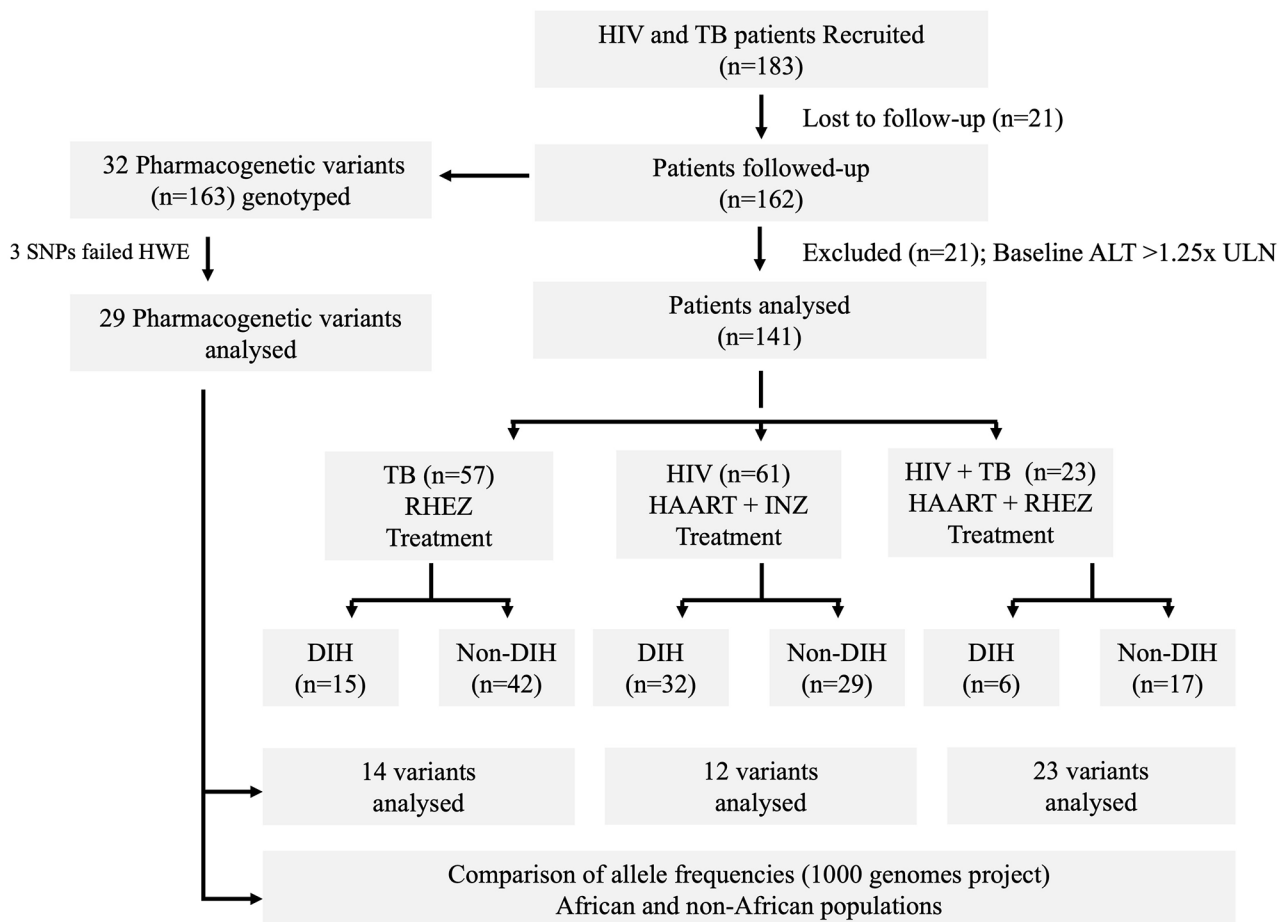 HIV and TB patients Recruited
(n=183)
Lost to follow-up (n=21)
32 Pharmacogenetic variants
(n=163) genotyped
Patients followed-up
(n=162)
3 SNPs failed HWE
Excluded (n=21); Baseline ALT >1.25x ULN
29 Pharmacogenetic variants
analysed
Patients analysed
(n=141)
TB (n=57)
RHEZ
Treatment
HIV (n=61)
HAART + INZ
Treatment
HIV + TB (n=23)
HAART + RHEZ
Treatment
DIH
(n=15)
Non-DIH
(n=42)
DIH
(n=32)
Non-DIH
(n=29)
DIH
(n=6)
Non-DIH
(n=17)
14 variants
analysed
12 variants
analysed
23 variants
analysed
Comparison of allele frequencies (1000 genomes project)
African and non-African populations